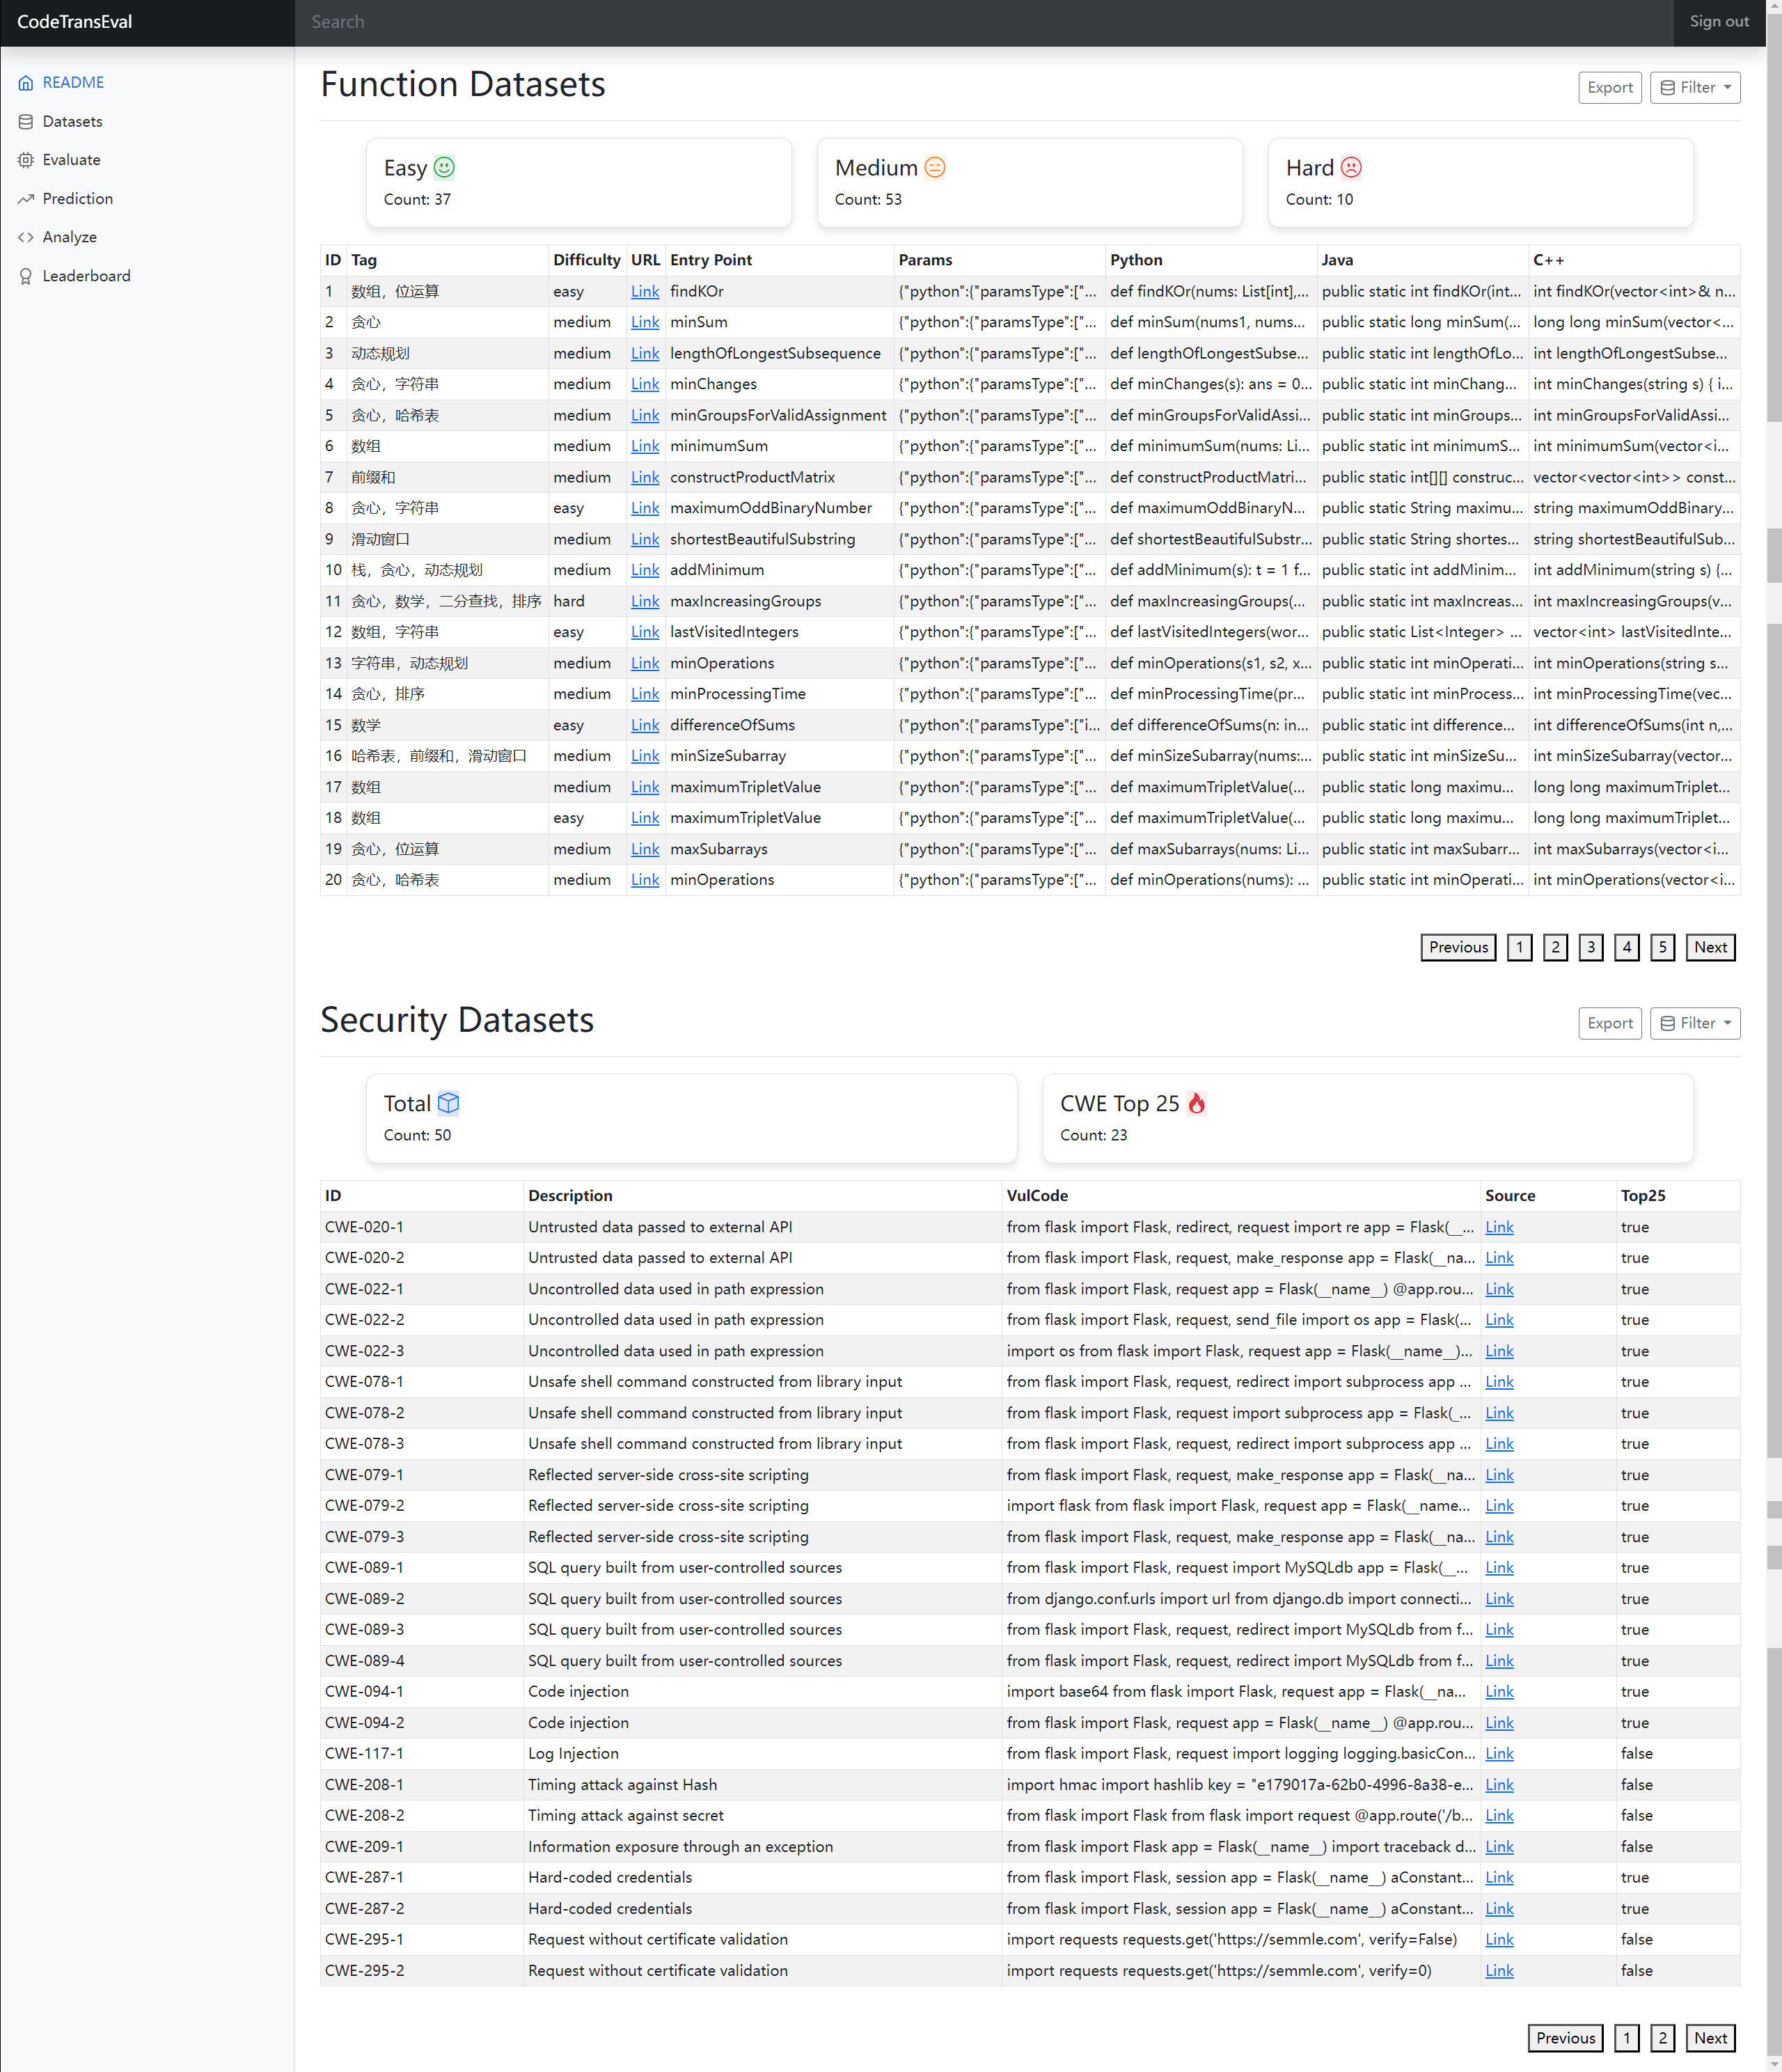 CodeTransEval
Search
Sign out
README
Datasets
Evaluate
Prediction
Analyze
Leaderboard
Function Datasets
Export
Filter
Easy
Count: 37
Medium
Count: 53
Hard
Count: 10
ID Tag Difficulty URL Entry Point Params Python Java C++
1 数组，位运算 easy Link findKOr {"python":{"paramsType":["... def findKOr(nums: List[int],... public static int findKOr(int... int findKOr(vector<int>& n...
2 贪心 medium Link minSum {"python":{"paramsType":["... def minSum(nums1, nums... public static long minSum(... long long minSum(vector<...
3 动态规划 medium Link lengthOfLongestSubsequence {"python":{"paramsType":["... def lengthOfLongestSubse... public static int lengthOfLo... int lengthOfLongestSubse...
4 贪心，字符串 medium Link minChanges {"python":{"paramsType":["... def minChanges(s): ans = 0... public static int minChang... int minChanges(string s) { i...
5 贪心，哈希表 medium Link minGroupsForValidAssignment {"python":{"paramsType":["... def minGroupsForValidAssi... public static int minGroups... int minGroupsForValidAssi...
6 数组 medium Link minimumSum {"python":{"paramsType":["... def minimumSum(nums: Li... public static int minimumS... int minimumSum(vector<i...
7 前缀和 medium Link constructProductMatrix {"python":{"paramsType":["... def constructProductMatri... public static int[][] construc... vector<vector<int>> const...
8 贪心，字符串 easy Link maximumOddBinaryNumber {"python":{"paramsType":["... def maximumOddBinaryN... public static String maximu... string maximumOddBinary...
9 滑动窗口 medium Link shortestBeautifulSubstring {"python":{"paramsType":["... def shortestBeautifulSubstr... public static String shortes... string shortestBeautifulSub...
10 栈，贪心，动态规划 medium Link addMinimum {"python":{"paramsType":["... def addMinimum(s): t = 1 f... public static int addMinim... int addMinimum(string s) {...
11 贪心，数学，二分查找，排序 hard Link maxIncreasingGroups {"python":{"paramsType":["... def maxIncreasingGroups(... public static int maxIncreas... int maxIncreasingGroups(v...
12 数组，字符串 easy Link lastVisitedIntegers {"python":{"paramsType":["... def lastVisitedIntegers(wor... public static List<Integer> ... vector<int> lastVisitedInte...
13 字符串，动态规划 medium Link minOperations {"python":{"paramsType":["... def minOperations(s1, s2, x... public static int minOperati... int minOperations(string s...
14 贪心，排序 medium Link minProcessingTime {"python":{"paramsType":["... def minProcessingTime(pr... public static int minProcess... int minProcessingTime(vec...
15 数学 easy Link differenceOfSums {"python":{"paramsType":["i... def differenceOfSums(n: in... public static int difference... int differenceOfSums(int n,...
16 哈希表，前缀和，滑动窗口 medium Link minSizeSubarray {"python":{"paramsType":["... def minSizeSubarray(nums:... public static int minSizeSu... int minSizeSubarray(vector...
17 数组 medium Link maximumTripletValue {"python":{"paramsType":["... def maximumTripletValue(... public static long maximu... long long maximumTriplet...
18 数组 easy Link maximumTripletValue {"python":{"paramsType":["... def maximumTripletValue(... public static long maximu... long long maximumTriplet...
19 贪心，位运算 medium Link maxSubarrays {"python":{"paramsType":["... def maxSubarrays(nums: Li... public static int maxSubarr... int maxSubarrays(vector<i...
20 贪心，哈希表 medium Link minOperations {"python":{"paramsType":["... def minOperations(nums): ... public static int minOperati... int minOperations(vector<i...
Previous 1 2 3 4 5 Next
Security Datasets
Export
Filter
Total
Count: 50
CWE Top 25
Count: 23
ID Description VulCode Source Top25
CWE-020-1 Untrusted data passed to external API from flask import Flask, redirect, request import re app = Flask(__... Link true
CWE-020-2 Untrusted data passed to external API from flask import Flask, request, make_response app = Flask(__na... Link true
CWE-022-1 Uncontrolled data used in path expression from flask import Flask, request app = Flask(__name__) @app.rou... Link true
CWE-022-2 Uncontrolled data used in path expression from flask import Flask, request, send_file import os app = Flask(... Link true
CWE-022-3 Uncontrolled data used in path expression import os from flask import Flask, request app = Flask(__name__)... Link true
CWE-078-1 Unsafe shell command constructed from library input from flask import Flask, request, redirect import subprocess app ... Link true
CWE-078-2 Unsafe shell command constructed from library input from flask import Flask, request import subprocess app = Flask(_... Link true
CWE-078-3 Unsafe shell command constructed from library input from flask import Flask, request, redirect import subprocess app ... Link true
CWE-079-1 Reflected server-side cross-site scripting from flask import Flask, request, make_response app = Flask(__na... Link true
CWE-079-2 Reflected server-side cross-site scripting import flask from flask import Flask, request app = Flask(__name... Link true
CWE-079-3 Reflected server-side cross-site scripting from flask import Flask, request, make_response app = Flask(__na... Link true
CWE-089-1 SQL query built from user-controlled sources from flask import Flask, request import MySQLdb app = Flask(__... Link true
CWE-089-2 SQL query built from user-controlled sources from django.conf.urls import url from django.db import connecti... Link true
CWE-089-3 SQL query built from user-controlled sources from flask import Flask, request, redirect import MySQLdb from f... Link true
CWE-089-4 SQL query built from user-controlled sources from flask import Flask, request, redirect import MySQLdb from f... Link true
CWE-094-1 Code injection import base64 from flask import Flask, request app = Flask(__na... Link true
CWE-094-2 Code injection from flask import Flask, request app = Flask(__name__) @app.rou... Link true
CWE-117-1 Log Injection from flask import Flask, request import logging logging.basicCon... Link false
CWE-208-1 Timing attack against Hash import hmac import hashlib key = "e179017a-62b0-4996-8a38-e... Link false
CWE-208-2 Timing attack against secret from flask import Flask from flask import request @app.route('/b... Link false
CWE-209-1 Information exposure through an exception from flask import Flask app = Flask(__name__) import traceback d... Link false
CWE-287-1 Hard-coded credentials from flask import Flask, session app = Flask(__name__) aConstant... Link true
CWE-287-2 Hard-coded credentials from flask import Flask, session app = Flask(__name__) aConstant... Link true
CWE-295-1 Request without certificate validation import requests requests.get('https://semmle.com', verify=False) Link false
CWE-295-2 Request without certificate validation import requests requests.get('https://semmle.com', verify=0) Link false
Previous 1 2 Next